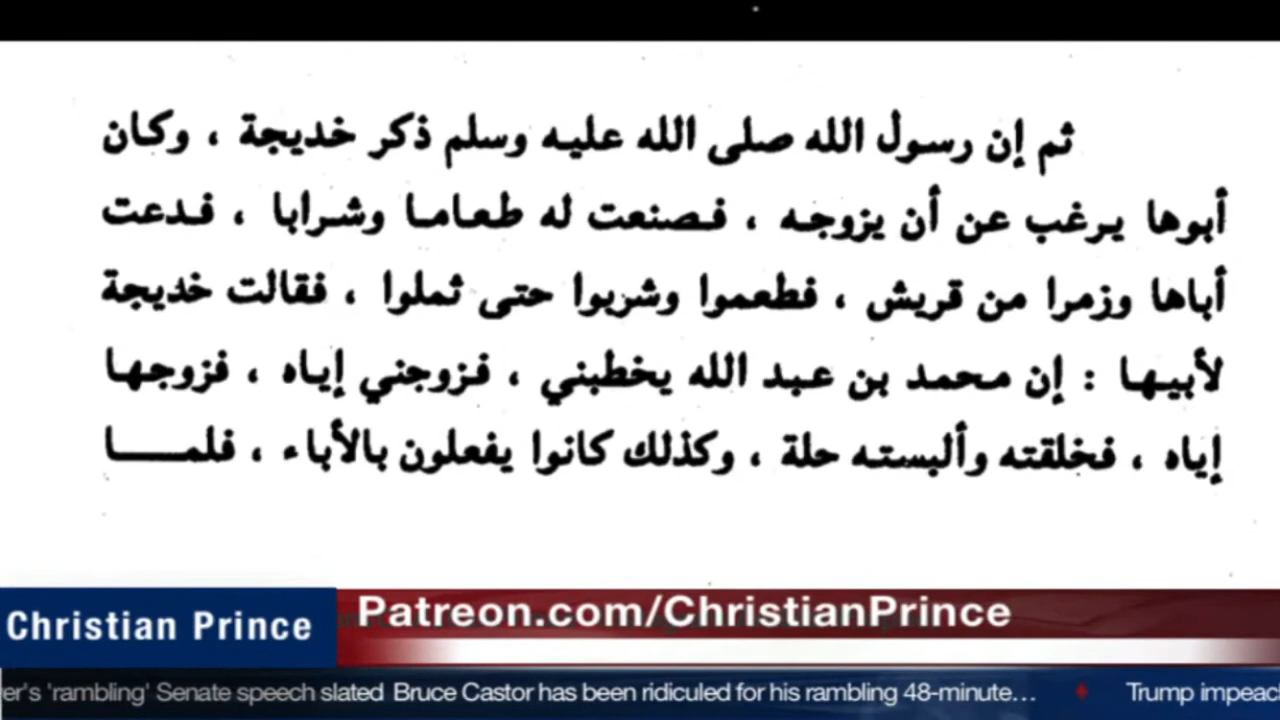 ثم إن رسول الله صلى الله عليه وسلم ذكر خديجة ، وكان
أبوها يرغب عن أن يزوجه ، فصنعت له طعاما وشرابا ، فدعت
أباها وزمرا من قريش ، فطعموا وشربوا حتى ثملوا ، فقالت خديجة
لأبيها : إن محمد بن عبد الله يخطبني ، فزوجني إياه ، فزوجها
إياه ، فخلقته وألبسته حلة ، وكذلك كانوا يفعلون بالأباء ، فلمــــا
Christian Prince
Patreon.com/ChristianPrince
er's 'rambling' Senate speech slated Bruce Castor has been ridiculed for his rambling 48-minute… ♦ Trump impeac